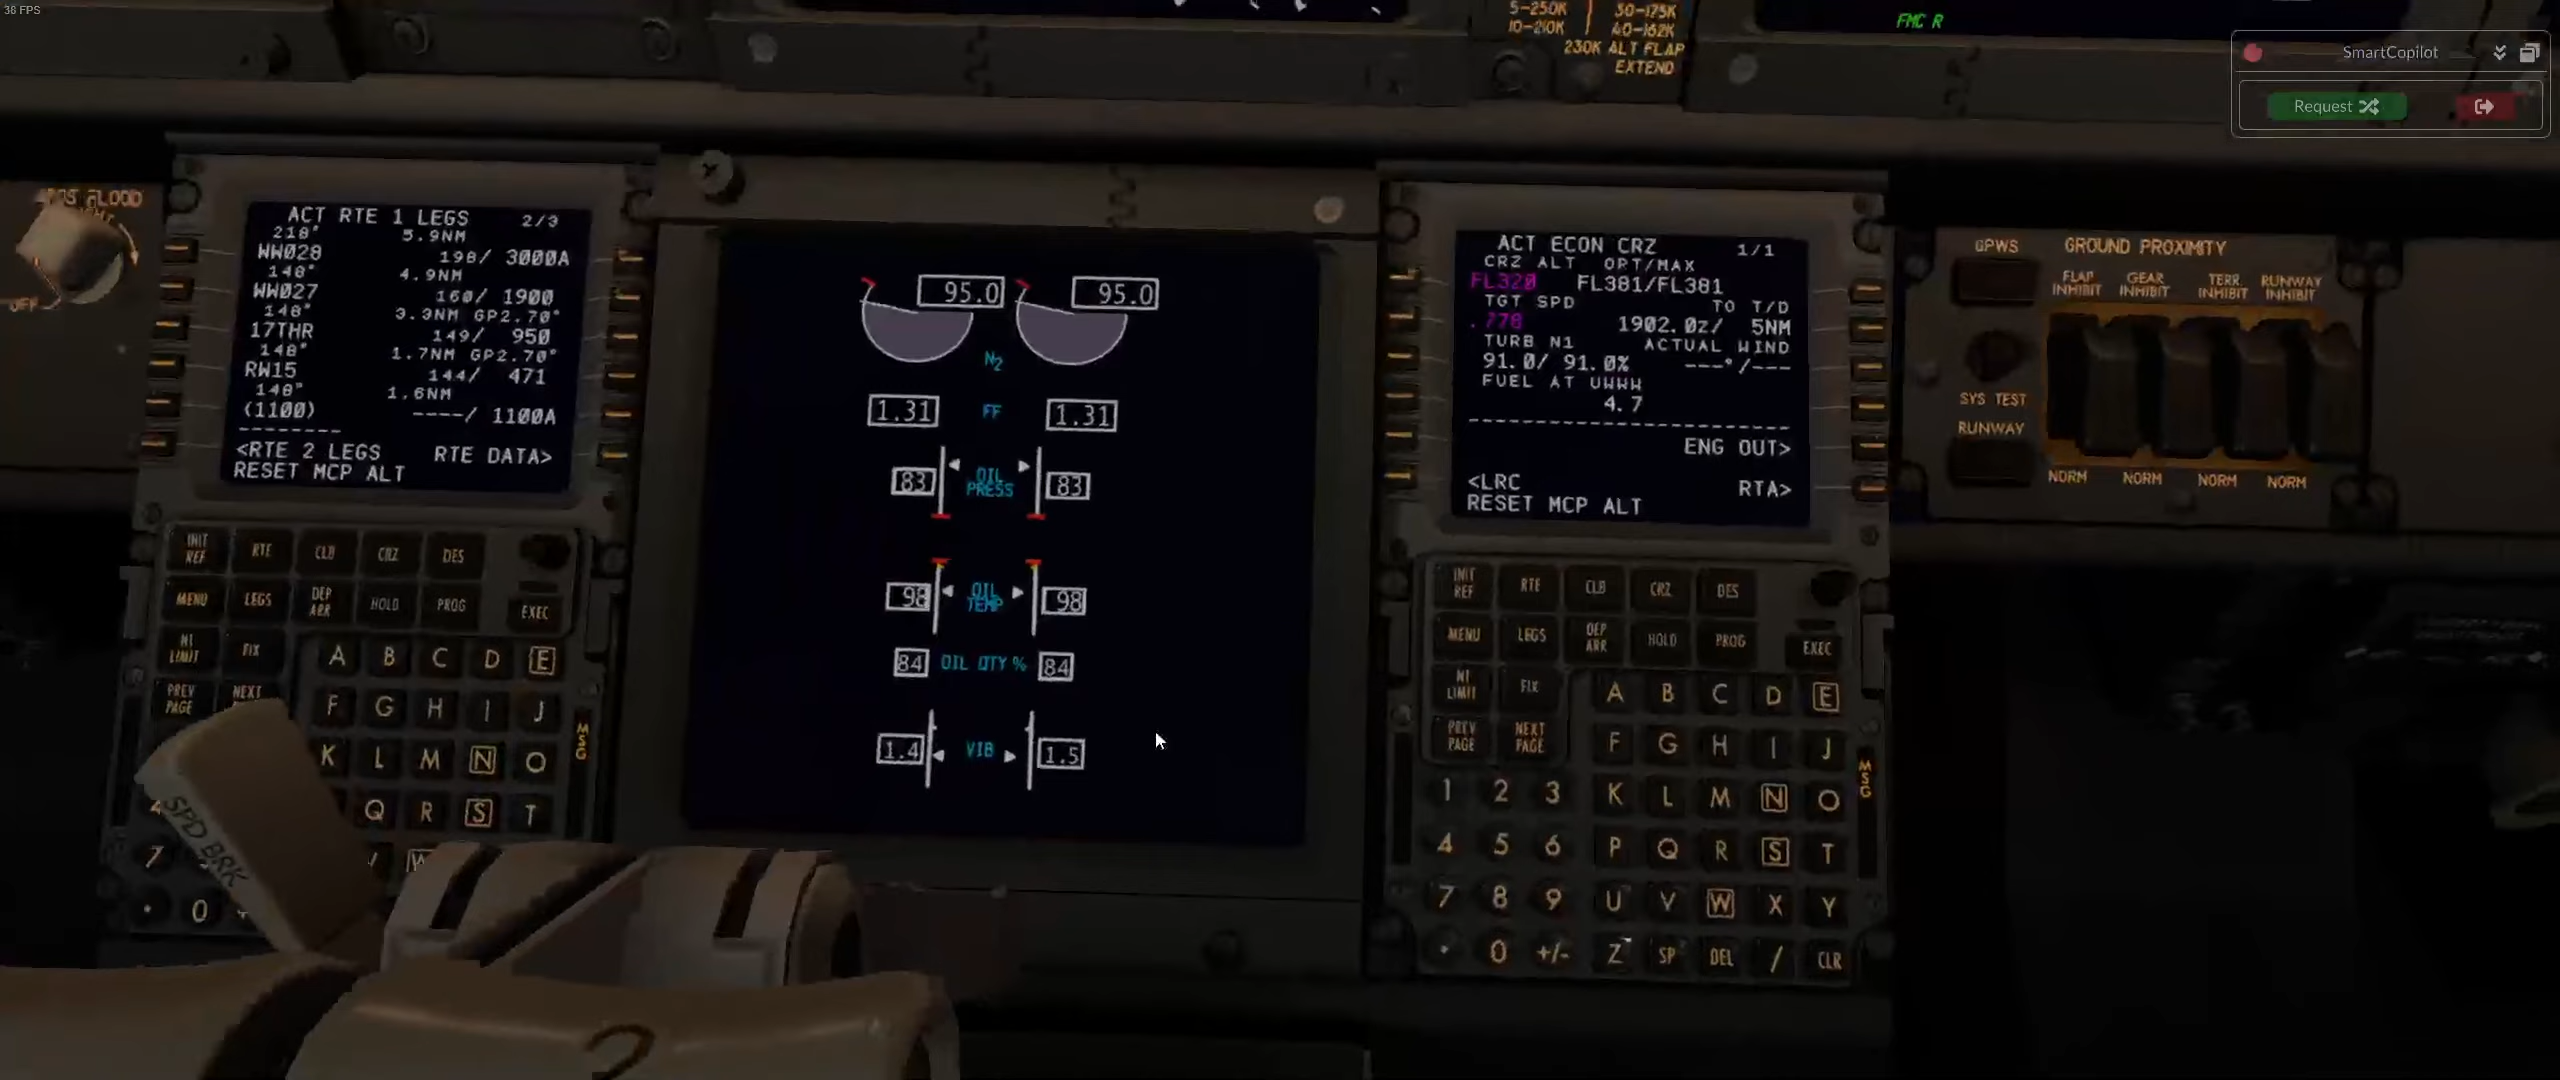 36 FPS
5-250K 30-175K
10-210K 40-162K
230K ALT FLAP
EXTEND
FMC R
SmartCopilot
Request
OFF
ACT RTE 1 LEGS 2/3
218° 5.9NM
WW028 198/ 3000A
148° 4.9NM
WW027 160/ 1900
148° 3.3NM GP2.70°
17THR 149/ 950
148° 1.7NM GP2.70°
RW15 144/ 471
148° 1.6NM
(1100) ----/ 1100A
--------
<RTE 2 LEGS RTE DATA>
RESET MCP ALT
INIT REF RTE CLB CRZ DES
MENU LEGS DEP ARR HOLD PROG EXEC
N1 LIMIT FIX
PREV PAGE NEXT
A B C D E
F G H I J
K L M N O
Q R S T
V W
4
7
. 0 +
MSG
SPD BRK
2
95.0 95.0
N2
1.31 FF 1.31
83 OIL PRESS 83
98 OIL TEMP 98
84 OIL QTY % 84
1.4 VIB 1.5
ACT ECON CRZ 1/1
CRZ ALT OPT/MAX
FL320 FL381/FL381
TGT SPD TO T/D
.778 1902.0z/ 5NM
TURB N1 ACTUAL WIND
91.0/ 91.0% ---°/---
FUEL AT UWWW
4.7
------------------------
ENG OUT>
<LRC RTA>
RESET MCP ALT
INIT REF RTE CLB CRZ DES
MENU LEGS DEP ARR HOLD PROG EXEC
N1 LIMIT FIX
PREV PAGE NEXT PAGE
A B C D E
F G H I J
1 2 3 K L M N O
4 5 6 P Q R S T
7 8 9 U V W X Y
. 0 +/- Z SP DEL / CLR
MSG
GPWS GROUND PROXIMITY
FLAP INHIBIT GEAR INHIBIT TERR. INHIBIT RUNWAY INHIBIT
SYS TEST
RUNWAY
NORM NORM NORM NORM